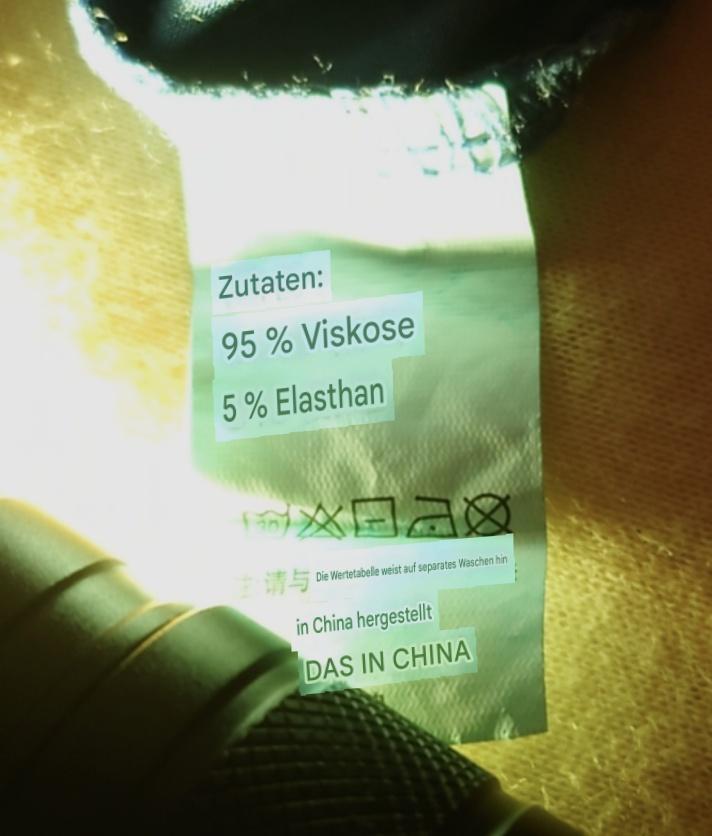 Zutaten:
95 % Viskose
5 % Elasthan
30
请与 Die Wertetabelle weist auf separates Waschen hin
in China hergestellt
DAS IN CHINA